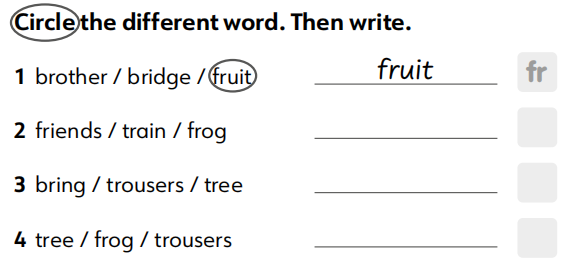 Circle the different word. Then write.
1 brother / bridge / fruit fruit fr
2 friends / train / frog
3 bring / trousers / tree
4 tree / frog / trousers